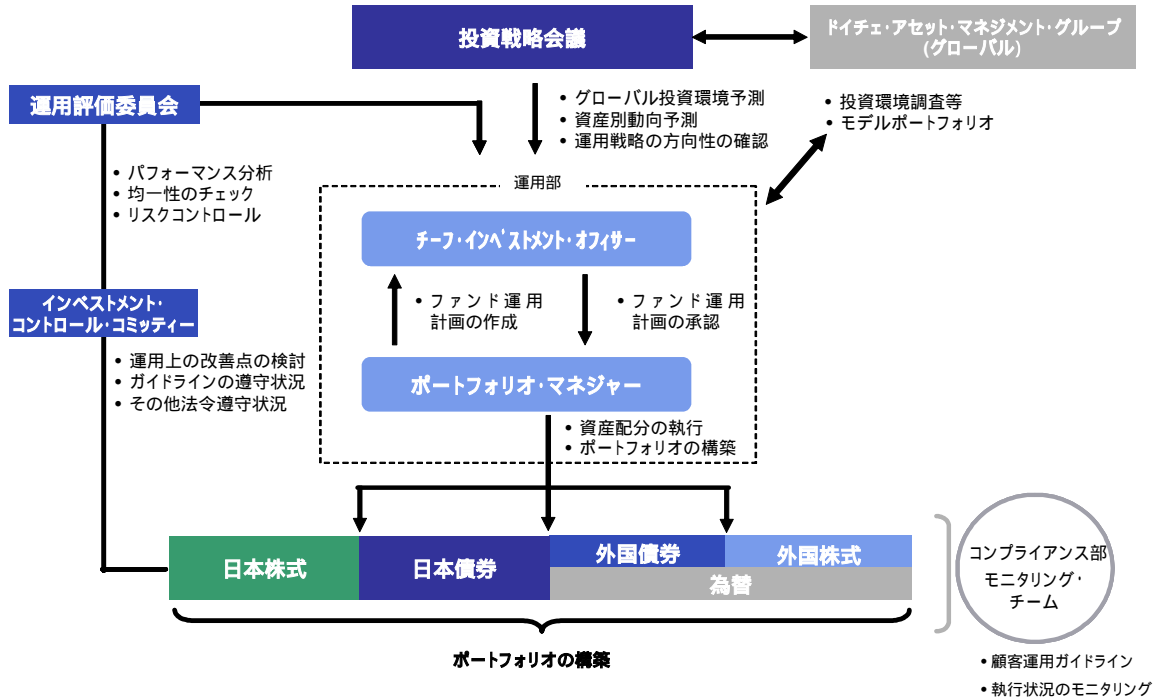 投資戦略会議
ドイチェ・アセット・マネジメント・グループ
(グローバル)
運用評価委員会
• グローバル投資環境予測
• 資産別動向予測
• 運用戦略の方向性の確認
• 投資環境調査等
• モデルポートフォリオ
• パフォーマンス分析
• 均一性のチェック
• リスクコントロール
運用部
チーフ・インベストメント・オフィサー
• ファンド運用
計画の作成
• ファンド運用
計画の承認
インベストメント・
コントロール・コミッティー
• 運用上の改善点の検討
• ガイドラインの遵守状況
• その他法令遵守状況
ポートフォリオ・マネジャー
• 資産配分の執行
• ポートフォリオの構築
日本株式
日本債券
外国債券
外国株式
為替
コンプライアンス部
モニタリング・
チーム
ポートフォリオの構築
• 顧客運用ガイドライン
• 執行状況のモニタリング